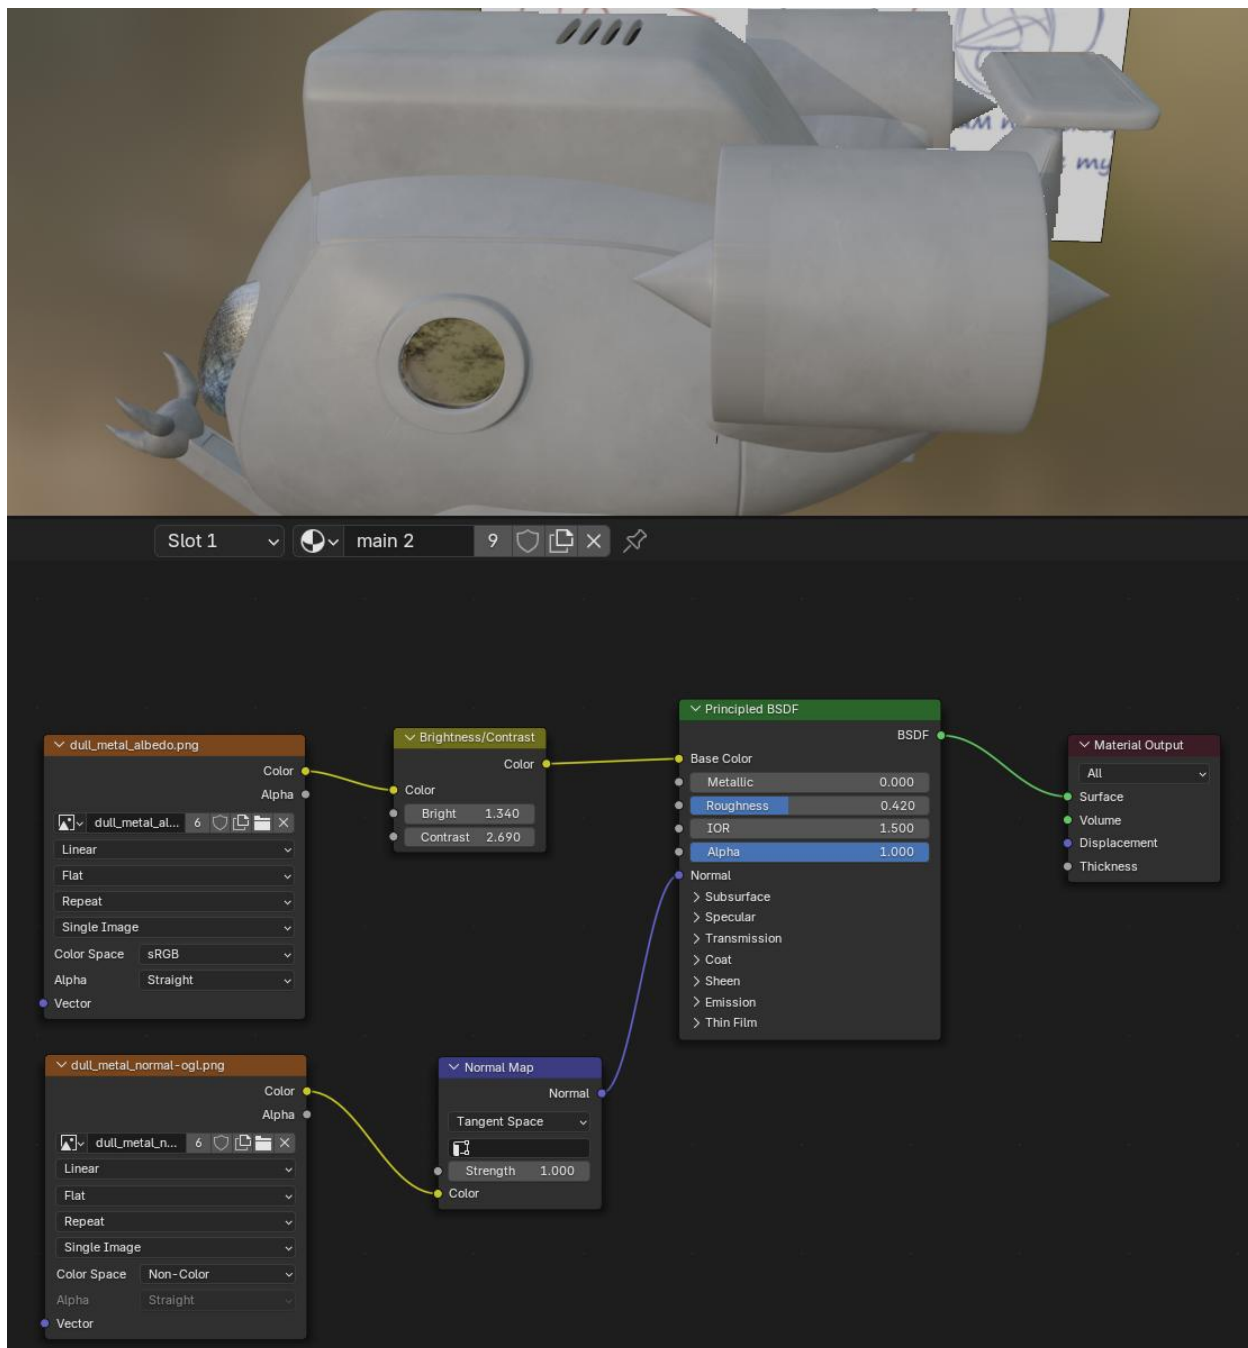 my
Slot 1
main 2
9
Principled BSDF
BSDF
Base Color
Metallic 0.000
Roughness 0.420
IOR 1.500
Alpha 1.000
Normal
Subsurface
Specular
Transmission
Coat
Sheen
Emission
Thin Film
dull_metal_albedo.png
Color
Alpha
dull_metal_al... 6
Linear
Flat
Repeat
Single Image
Color Space sRGB
Alpha Straight
Vector
Brightness/Contrast
Color
Color
Bright 1.340
Contrast 2.690
Material Output
All
Surface
Volume
Displacement
Thickness
dull_metal_normal-ogl.png
Color
Alpha
dull_metal_n... 6
Linear
Flat
Repeat
Single Image
Color Space Non-Color
Alpha Straight
Vector
Normal Map
Normal
Tangent Space
Strength 1.000
Color